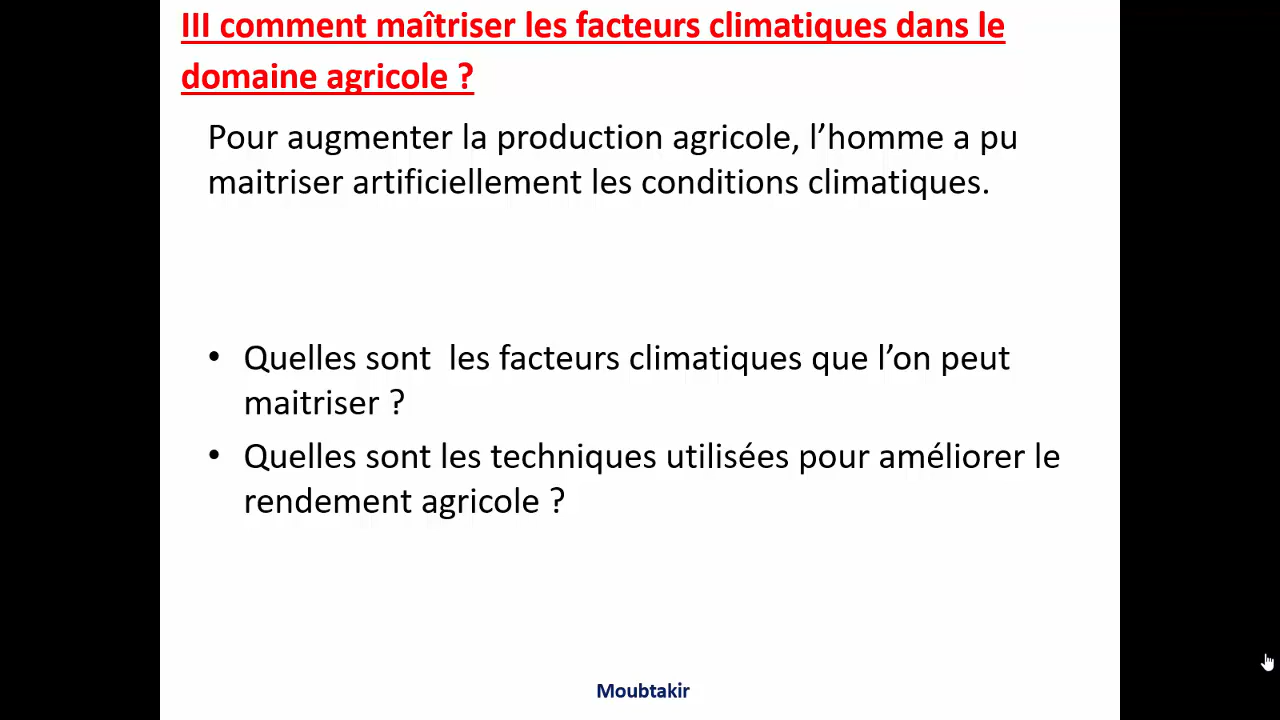 III comment maîtriser les facteurs climatiques dans le
domaine agricole ?
Pour augmenter la production agricole, l’homme a pu
maitriser artificiellement les conditions climatiques.
• Quelles sont  les facteurs climatiques que l’on peut
maitriser ?
• Quelles sont les techniques utilisées pour améliorer le
rendement agricole ?
Moubtakir